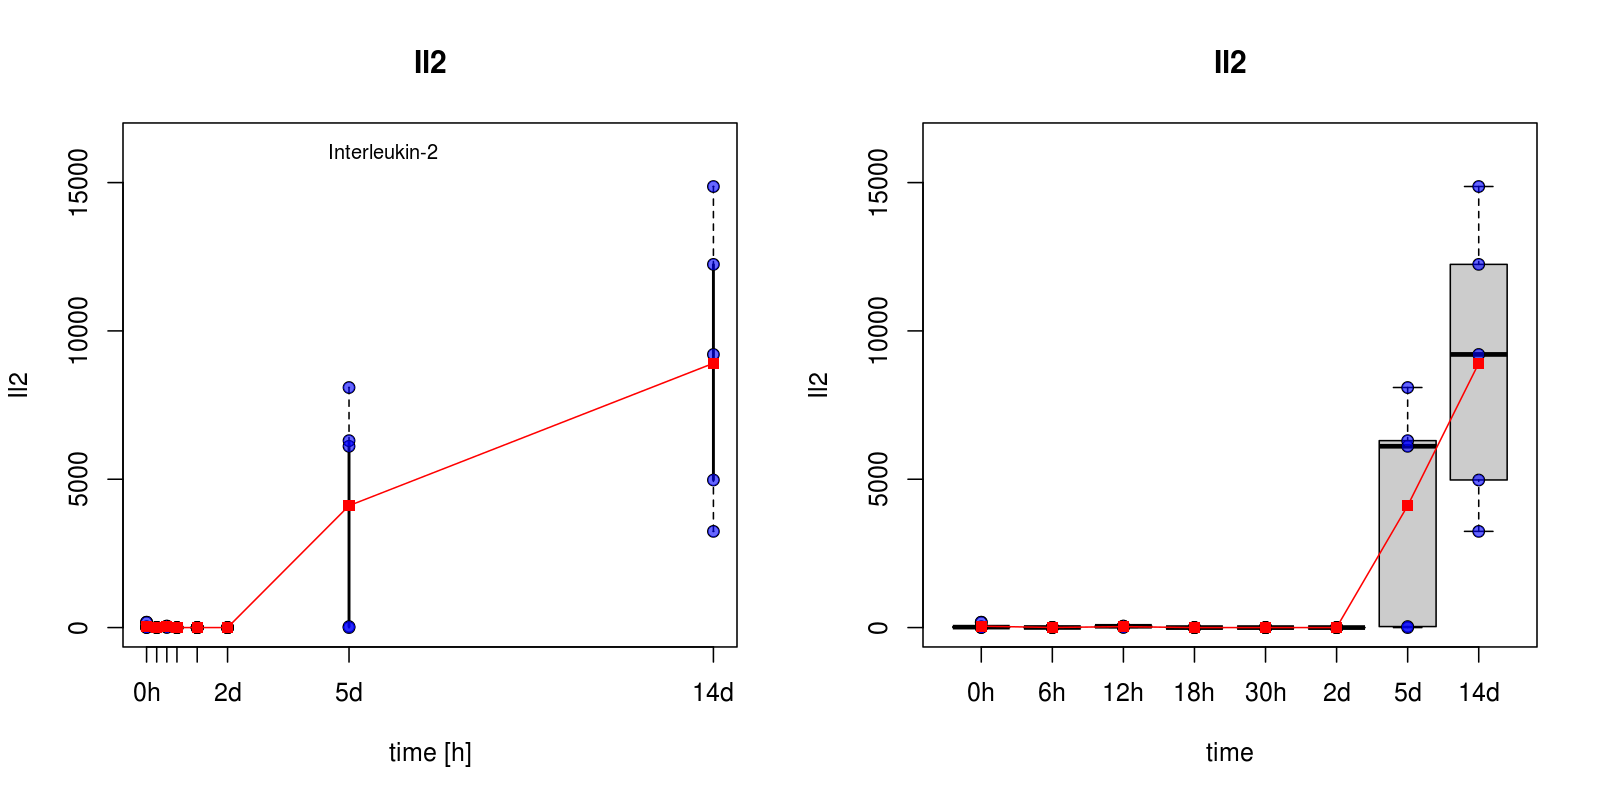 Il2
Interleukin-2
15000
10000
5000
0
Il2
0h
2d
5d
14d
time [h]
Il2
15000
10000
5000
0
Il2
0h
6h
12h
18h
30h
2d
5d
14d
time